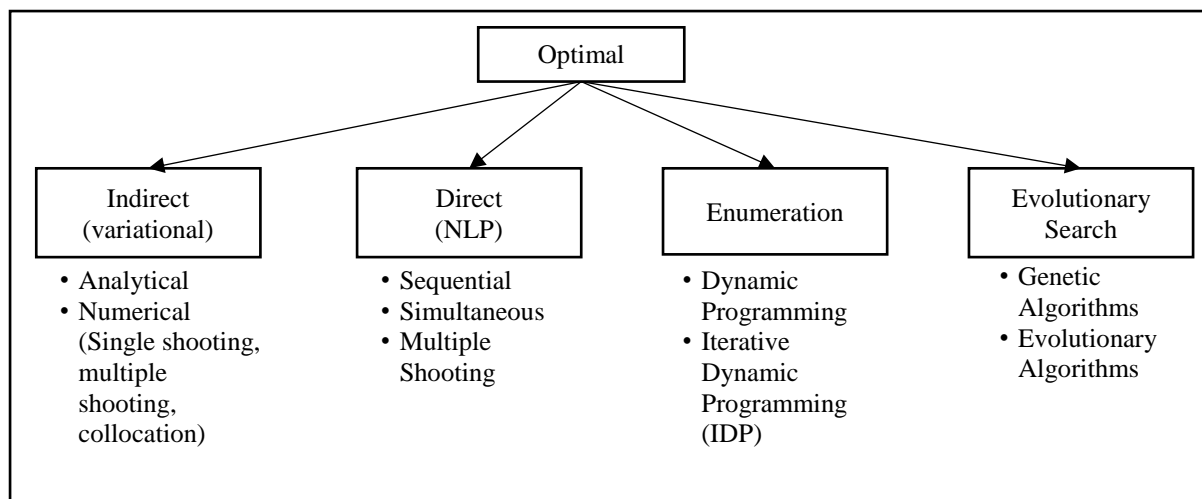 Optimal
Indirect
(variational)
• Analytical
• Numerical
(Single shooting,
multiple
shooting,
collocation)
Direct
(NLP)
• Sequential
• Simultaneous
• Multiple
Shooting
Enumeration
• Dynamic
Programming
• Iterative
Dynamic
Programming
(IDP)
Evolutionary
Search
• Genetic
Algorithms
• Evolutionary
Algorithms